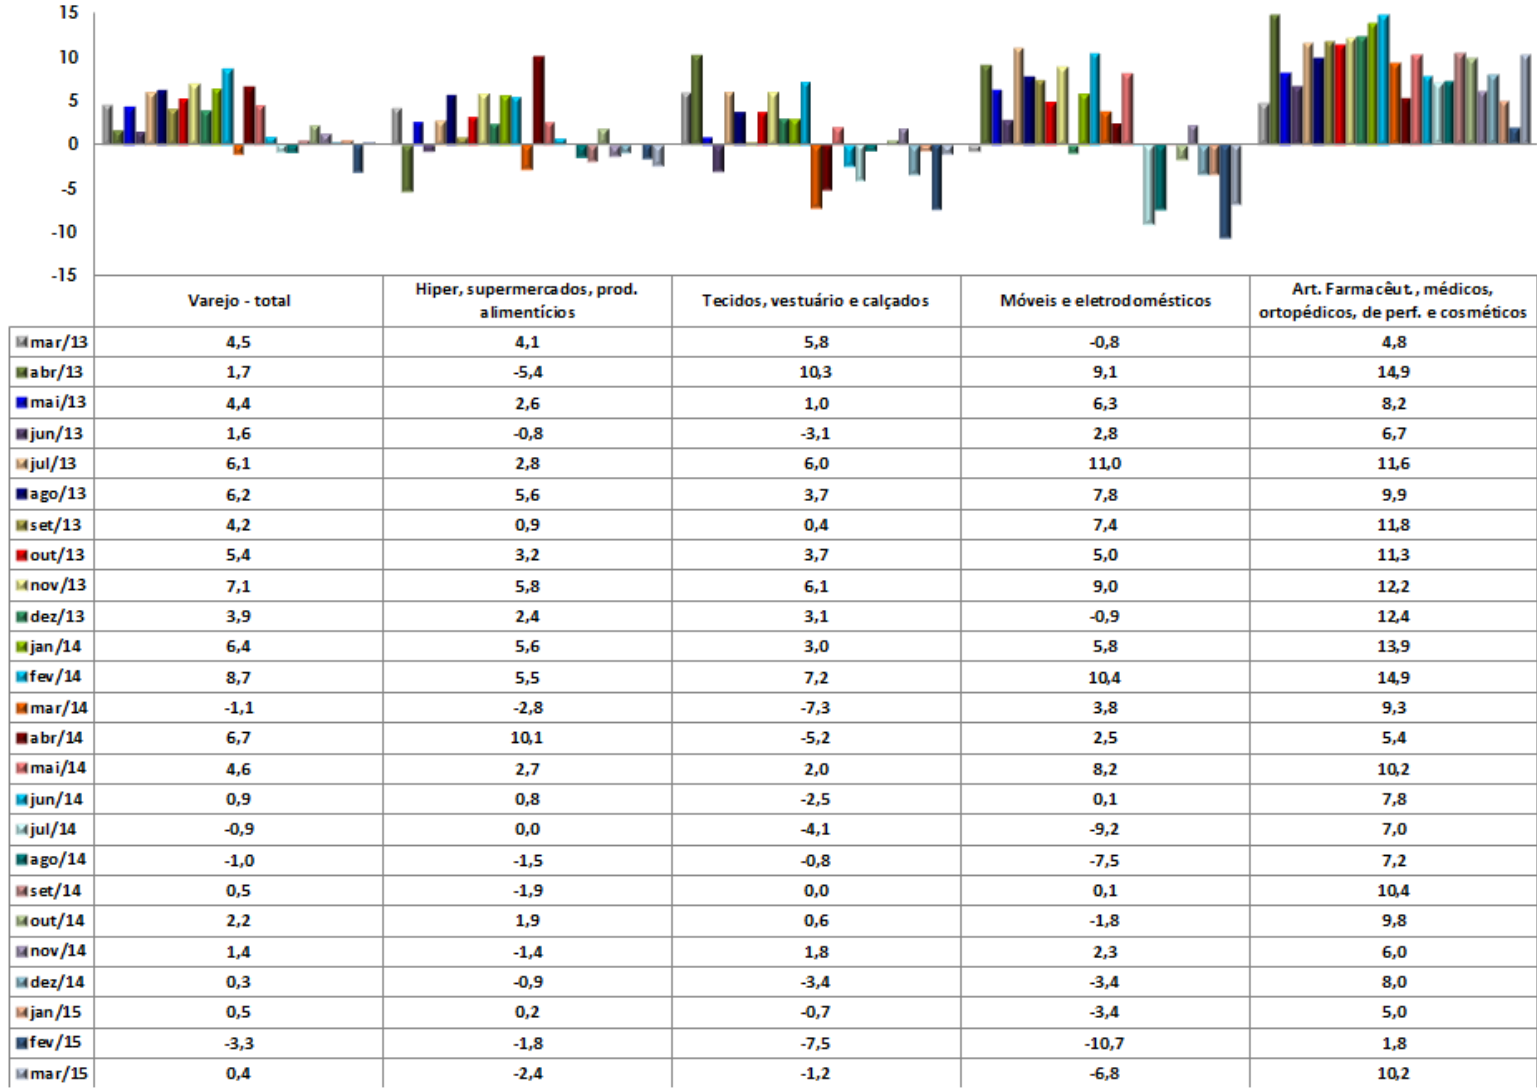 15
10
5
0
-5
-10
-15
Varejo - total
Hiper, supermercados, prod.
alimentícios
Tecidos, vestuário e calçados
Móveis e eletrodomésticos
Art. Farmacêut., médicos,
ortopédicos, de perf. e cosméticos
mar/13 4,5 4,1 5,8 -0,8 4,8
abr/13 1,7 -5,4 10,3 9,1 14,9
mai/13 4,4 2,6 1,0 6,3 8,2
jun/13 1,6 -0,8 -3,1 2,8 6,7
jul/13 6,1 2,8 6,0 11,0 11,6
ago/13 6,2 5,6 3,7 7,8 9,9
set/13 4,2 0,9 0,4 7,4 11,8
out/13 5,4 3,2 3,7 5,0 11,3
nov/13 7,1 5,8 6,1 9,0 12,2
dez/13 3,9 2,4 3,1 -0,9 12,4
jan/14 6,4 5,6 3,0 5,8 13,9
fev/14 8,7 5,5 7,2 10,4 14,9
mar/14 -1,1 -2,8 -7,3 3,8 9,3
abr/14 6,7 10,1 -5,2 2,5 5,4
mai/14 4,6 2,7 2,0 8,2 10,2
jun/14 0,9 0,8 -2,5 0,1 7,8
jul/14 -0,9 0,0 -4,1 -9,2 7,0
ago/14 -1,0 -1,5 -0,8 -7,5 7,2
set/14 0,5 -1,9 0,0 0,1 10,4
out/14 2,2 1,9 0,6 -1,8 9,8
nov/14 1,4 -1,4 1,8 2,3 6,0
dez/14 0,3 -0,9 -3,4 -3,4 8,0
jan/15 0,5 0,2 -0,7 -3,4 5,0
fev/15 -3,3 -1,8 -7,5 -10,7 1,8
mar/15 0,4 -2,4 -1,2 -6,8 10,2